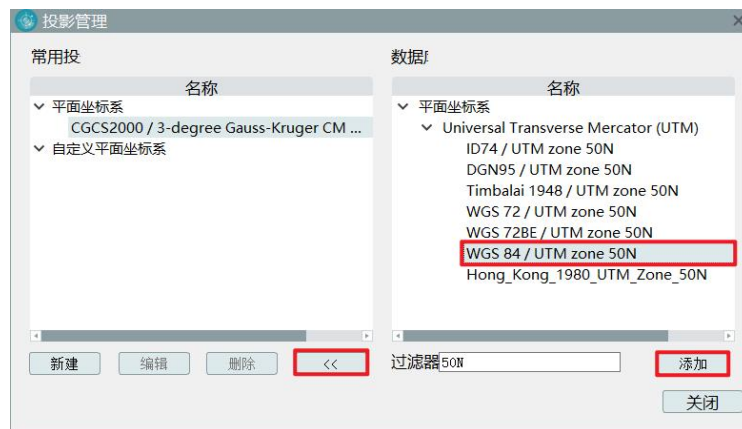 投影管理
常用投
数据
名称
名称
平面坐标系
CGCS2000 / 3-degree Gauss-Kruger CM ...
自定义平面坐标系
平面坐标系
Universal Transverse Mercator (UTM)
ID74 / UTM zone 50N
DGN95 / UTM zone 50N
Timbalai 1948 / UTM zone 50N
WGS 72 / UTM zone 50N
WGS 72BE / UTM zone 50N
WGS 84 / UTM zone 50N
Hong_Kong_1980_UTM_Zone_50N
新建 编辑 删除 <<
过滤器 50N 添加
关闭